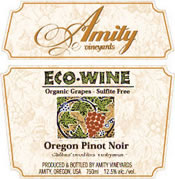 Amity
vineyards
ECO-WINE
Organic Grapes - Sulfite Free
Oregon Pinot Noir
PRODUCED & BOTTLED BY AMITY VINEYARDS
AMITY, OREGON, USA 750ml 12.5% alc./vol.